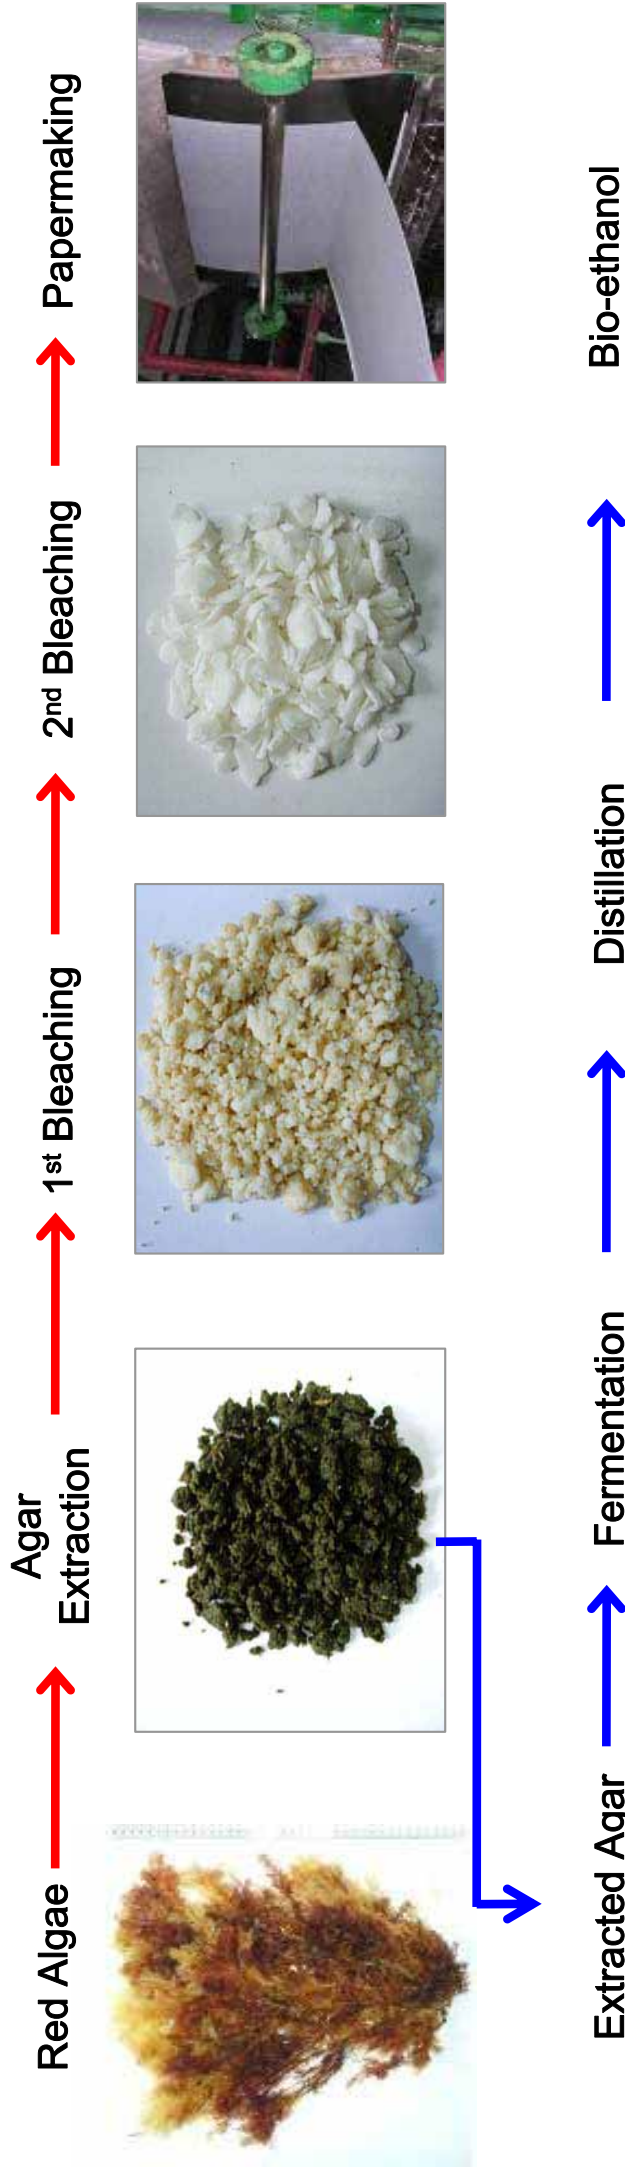 Red Algae
Agar
Extraction
1st Bleaching
2nd Bleaching
Papermaking
Extracted Agar
Fermentation
Distillation
Bio-ethanol